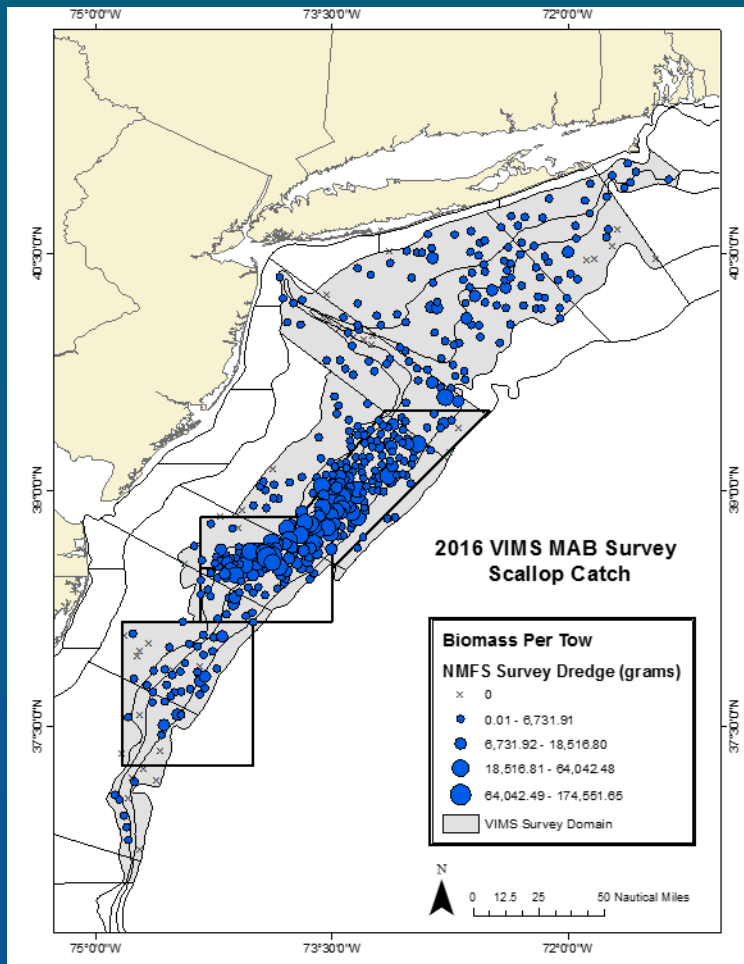 75°0'0"W 73°30'0"W 72°0'0"W
40°30'0"N 40°30'0"N
39°0'0"N 39°0'0"N
2016 VIMS MAB Survey
Scallop Catch
Biomass Per Tow
NMFS Survey Dredge (grams)
0
0.01 - 6,731.91
6,731.92 - 18,516.80
18,516.81 - 64,042.48
64,042.49 - 174,551.65
VIMS Survey Domain
37°30'0"N 37°30'0"N
N
0 12.5 25 50 Nautical Miles
75°0'0"W 73°30'0"W 72°0'0"W